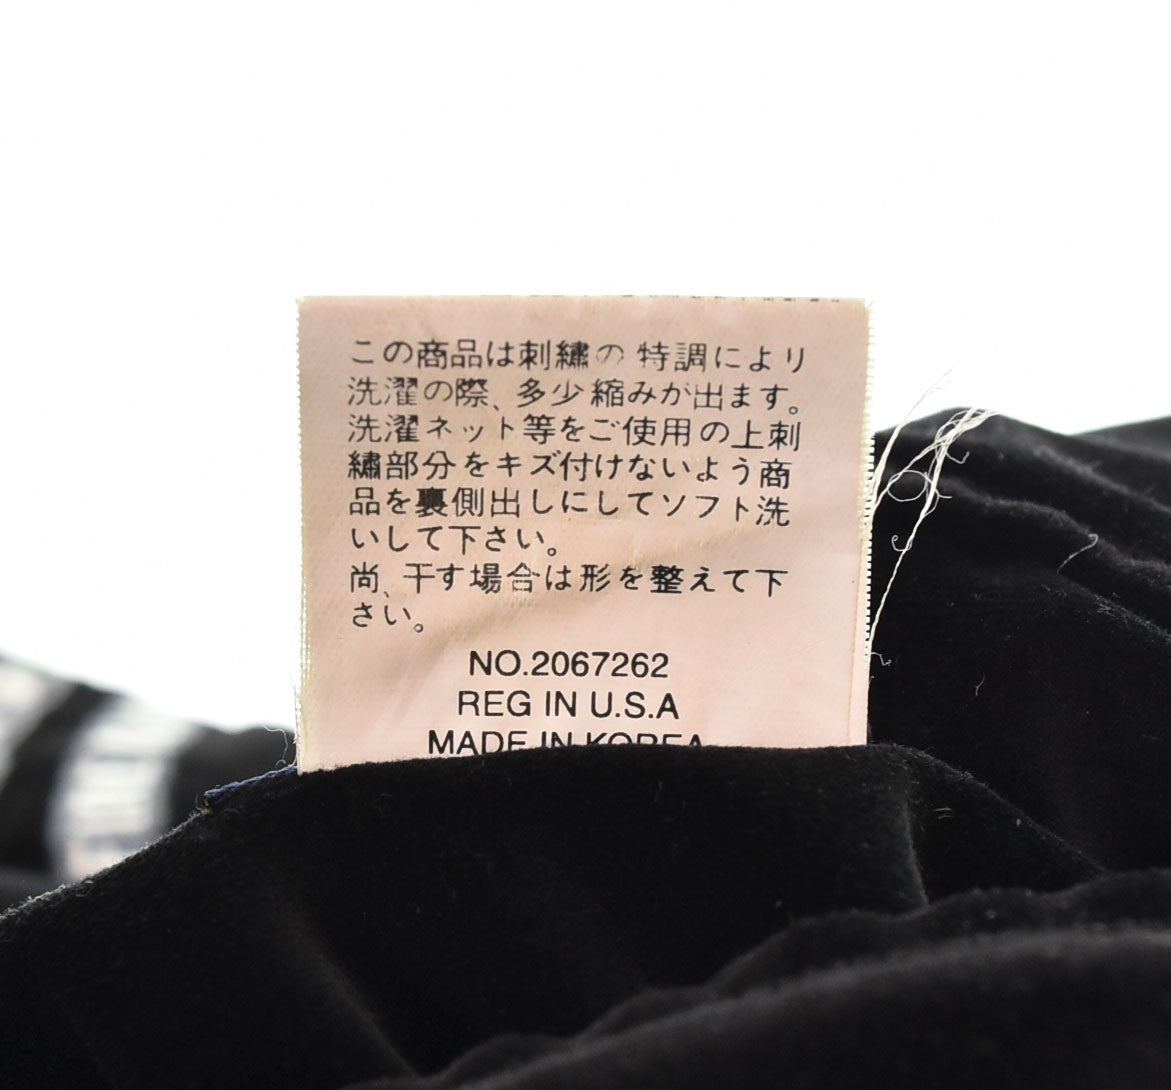 この商品は刺繍の特調により
洗濯の際、多少縮みが出ます。
洗濯ネット等をご使用の上刺
繍部分をキズ付けないよう商
品を裏側出しにしてソフト洗
いして下さい。
尚、干す場合は形を整えて下
さい。
NO.2067262
REG IN U.S.A
MADE IN KOREA